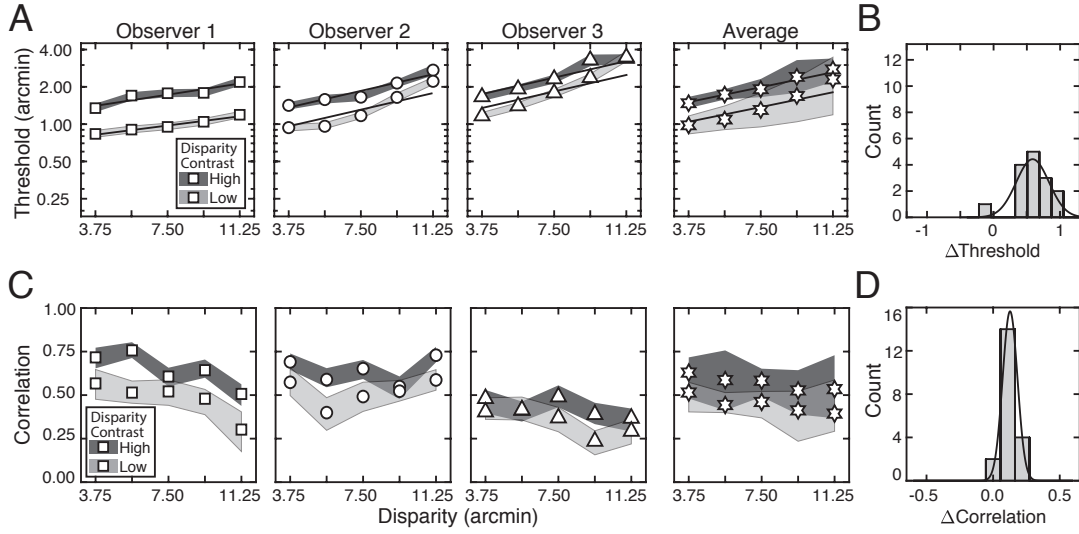 A
Observer 1
Observer 2
Observer 3
Average
B
Threshold (arcmin)
4.00
2.00
1.00
0.50
0.25
Disparity
Contrast
High
Low
3.75 7.50 11.25
3.75 7.50 11.25
3.75 7.50 11.25
3.75 7.50 11.25
Count
12
10
8
6
4
2
0
-1 0 1
ΔThreshold
C
D
Correlation
1.00
0.75
0.50
0.25
0.00
Disparity
Contrast
High
Low
3.75 7.50 11.25
3.75 7.50 11.25
3.75 7.50 11.25
3.75 7.50 11.25
Disparity (arcmin)
Count
16
12
8
4
0
-0.5 0.0 0.5
ΔCorrelation